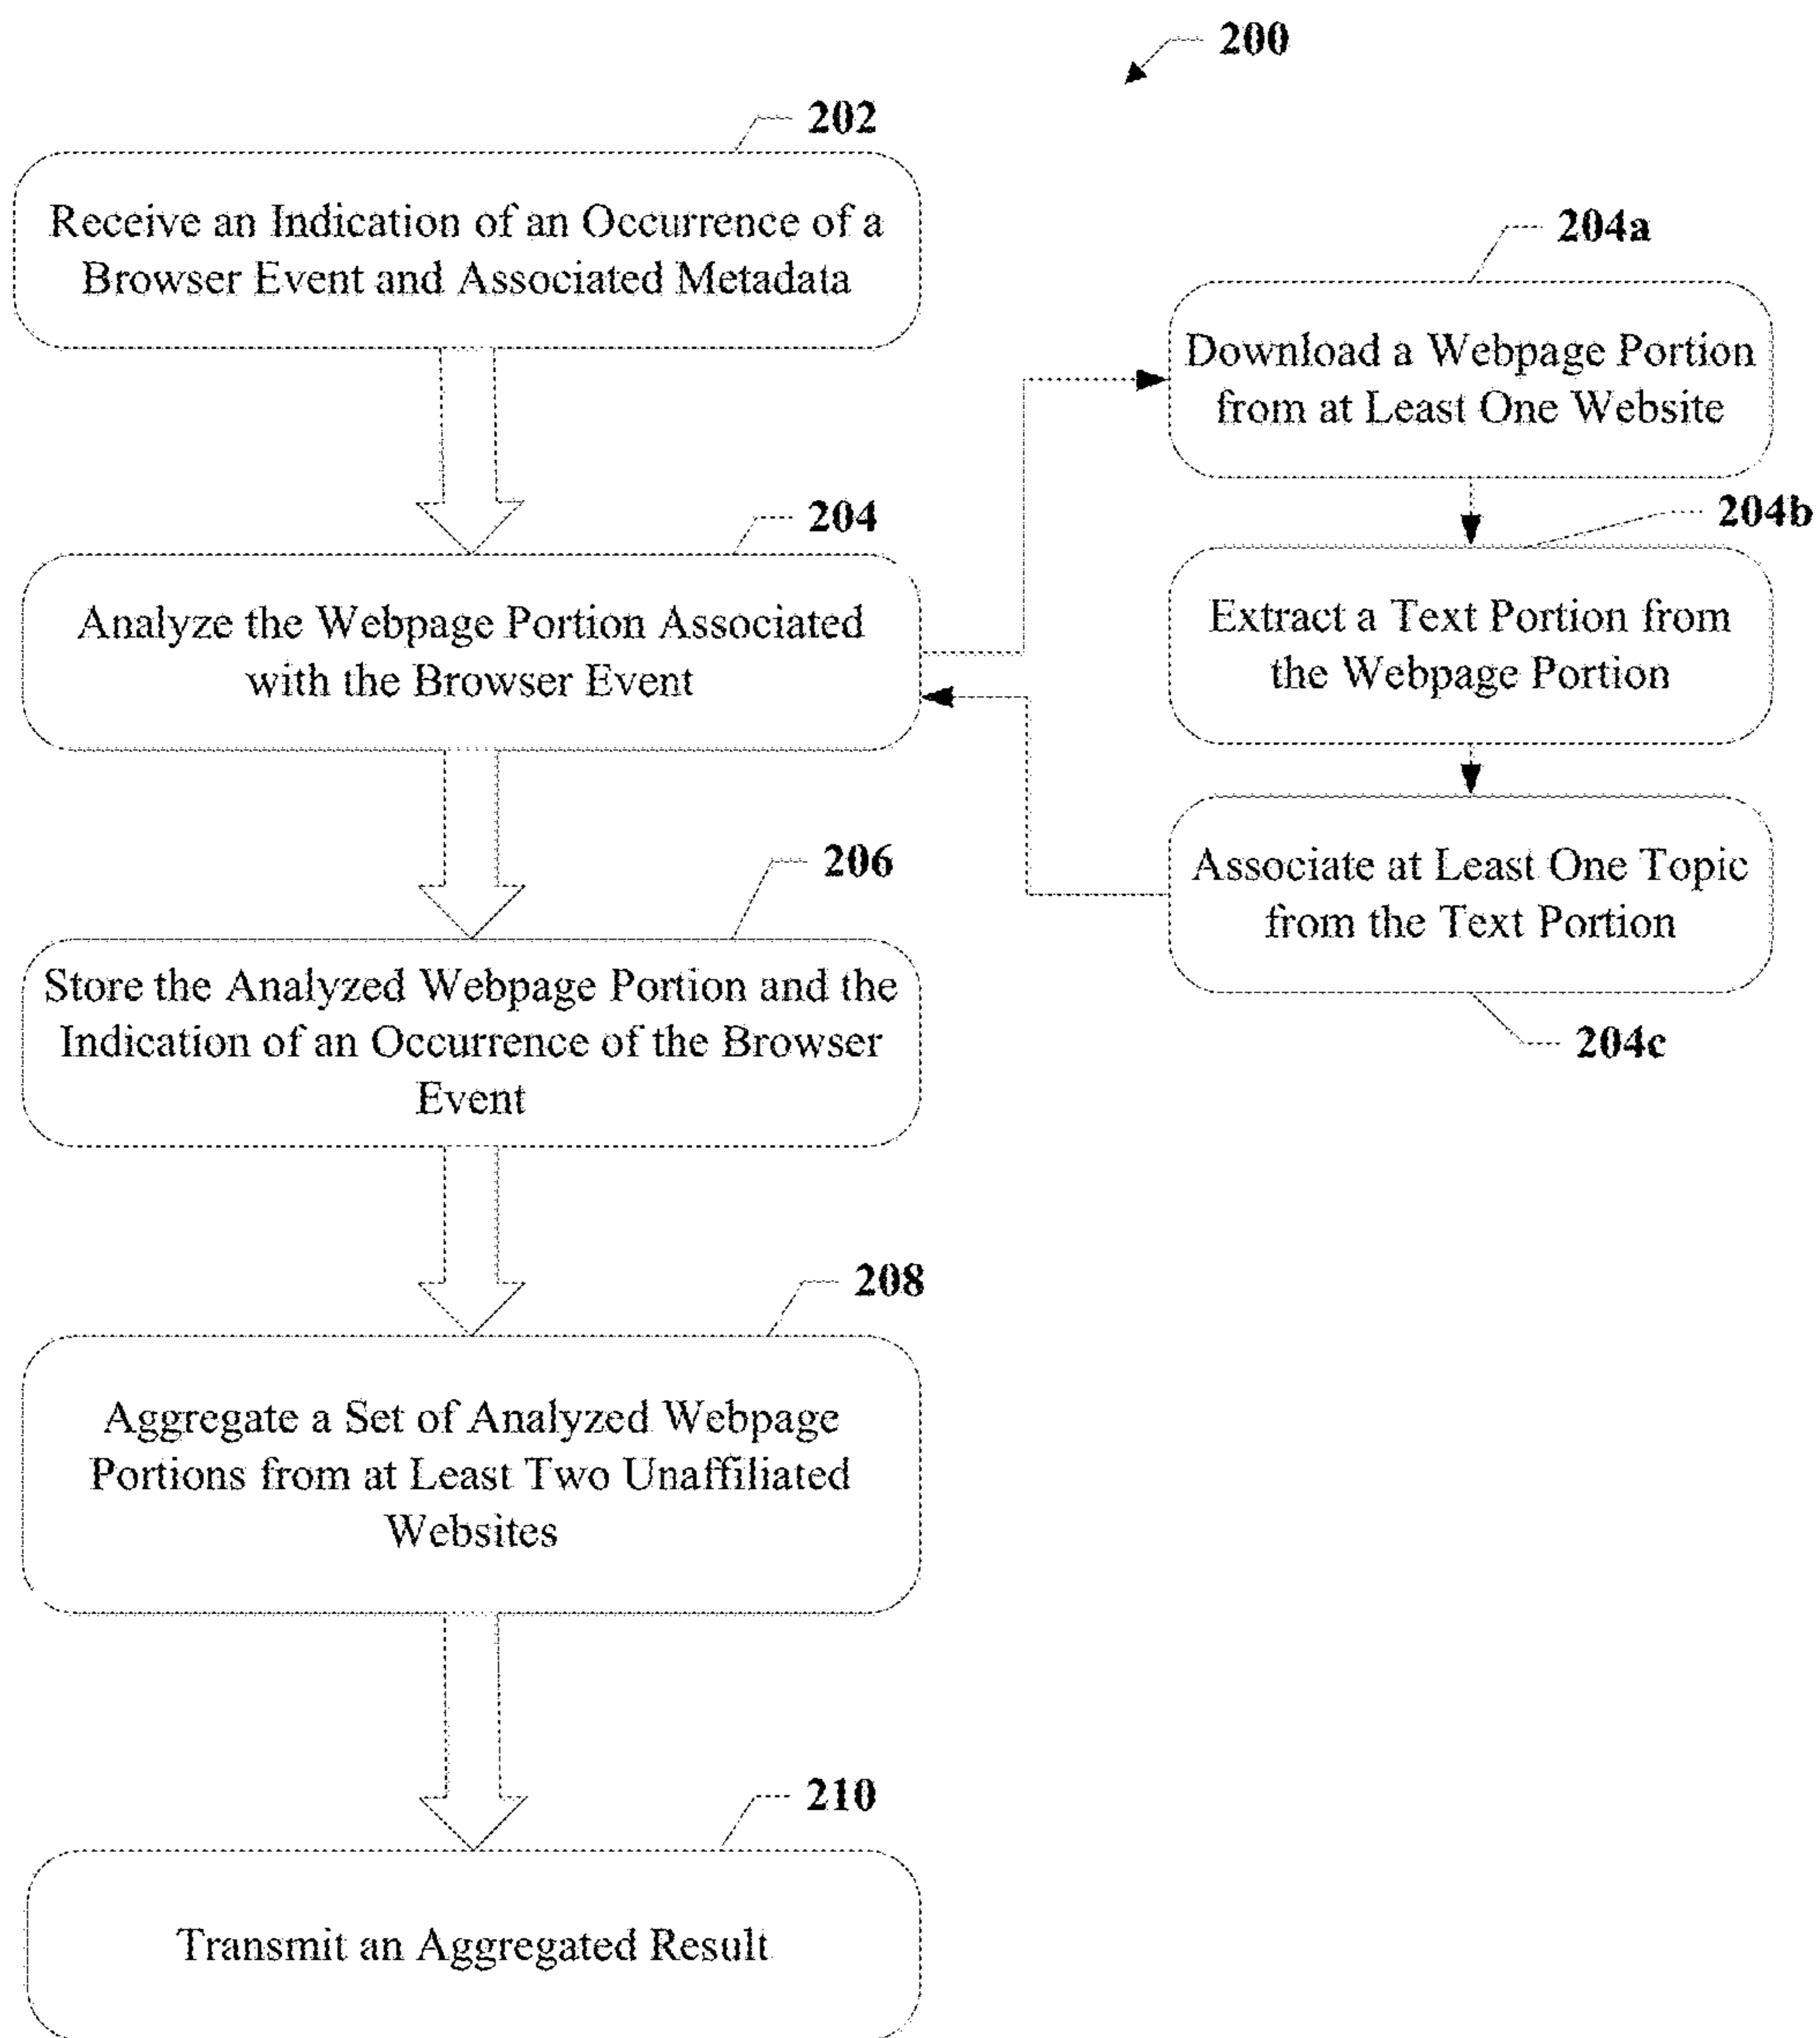 200
202
Receive an Indication of an Occurrence of a
Browser Event and Associated Metadata
204
Analyze the Webpage Portion Associated
with the Browser Event
204a
Download a Webpage Portion
from at Least One Website
204b
Extract a Text Portion from
the Webpage Portion
Associate at Least One Topic
from the Text Portion
204c
206
Store the Analyzed Webpage Portion and the
Indication of an Occurrence of the Browser
Event
208
Aggregate a Set of Analyzed Webpage
Portions from at Least Two Unaffiliated
Websites
210
Transmit an Aggregated Result